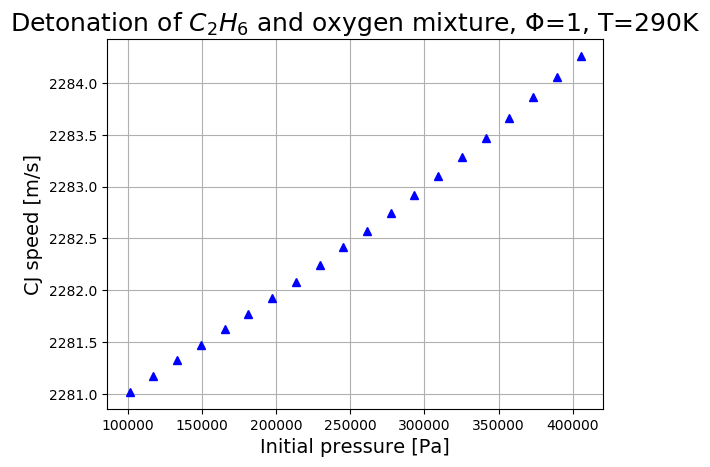 Detonation of C₂H₆ and oxygen mixture, Φ=1, T=290K
CJ speed [m/s]
2284.0
2283.5
2283.0
2282.5
2282.0
2281.5
2281.0
100000 150000 200000 250000 300000 350000 400000
Initial pressure [Pa]